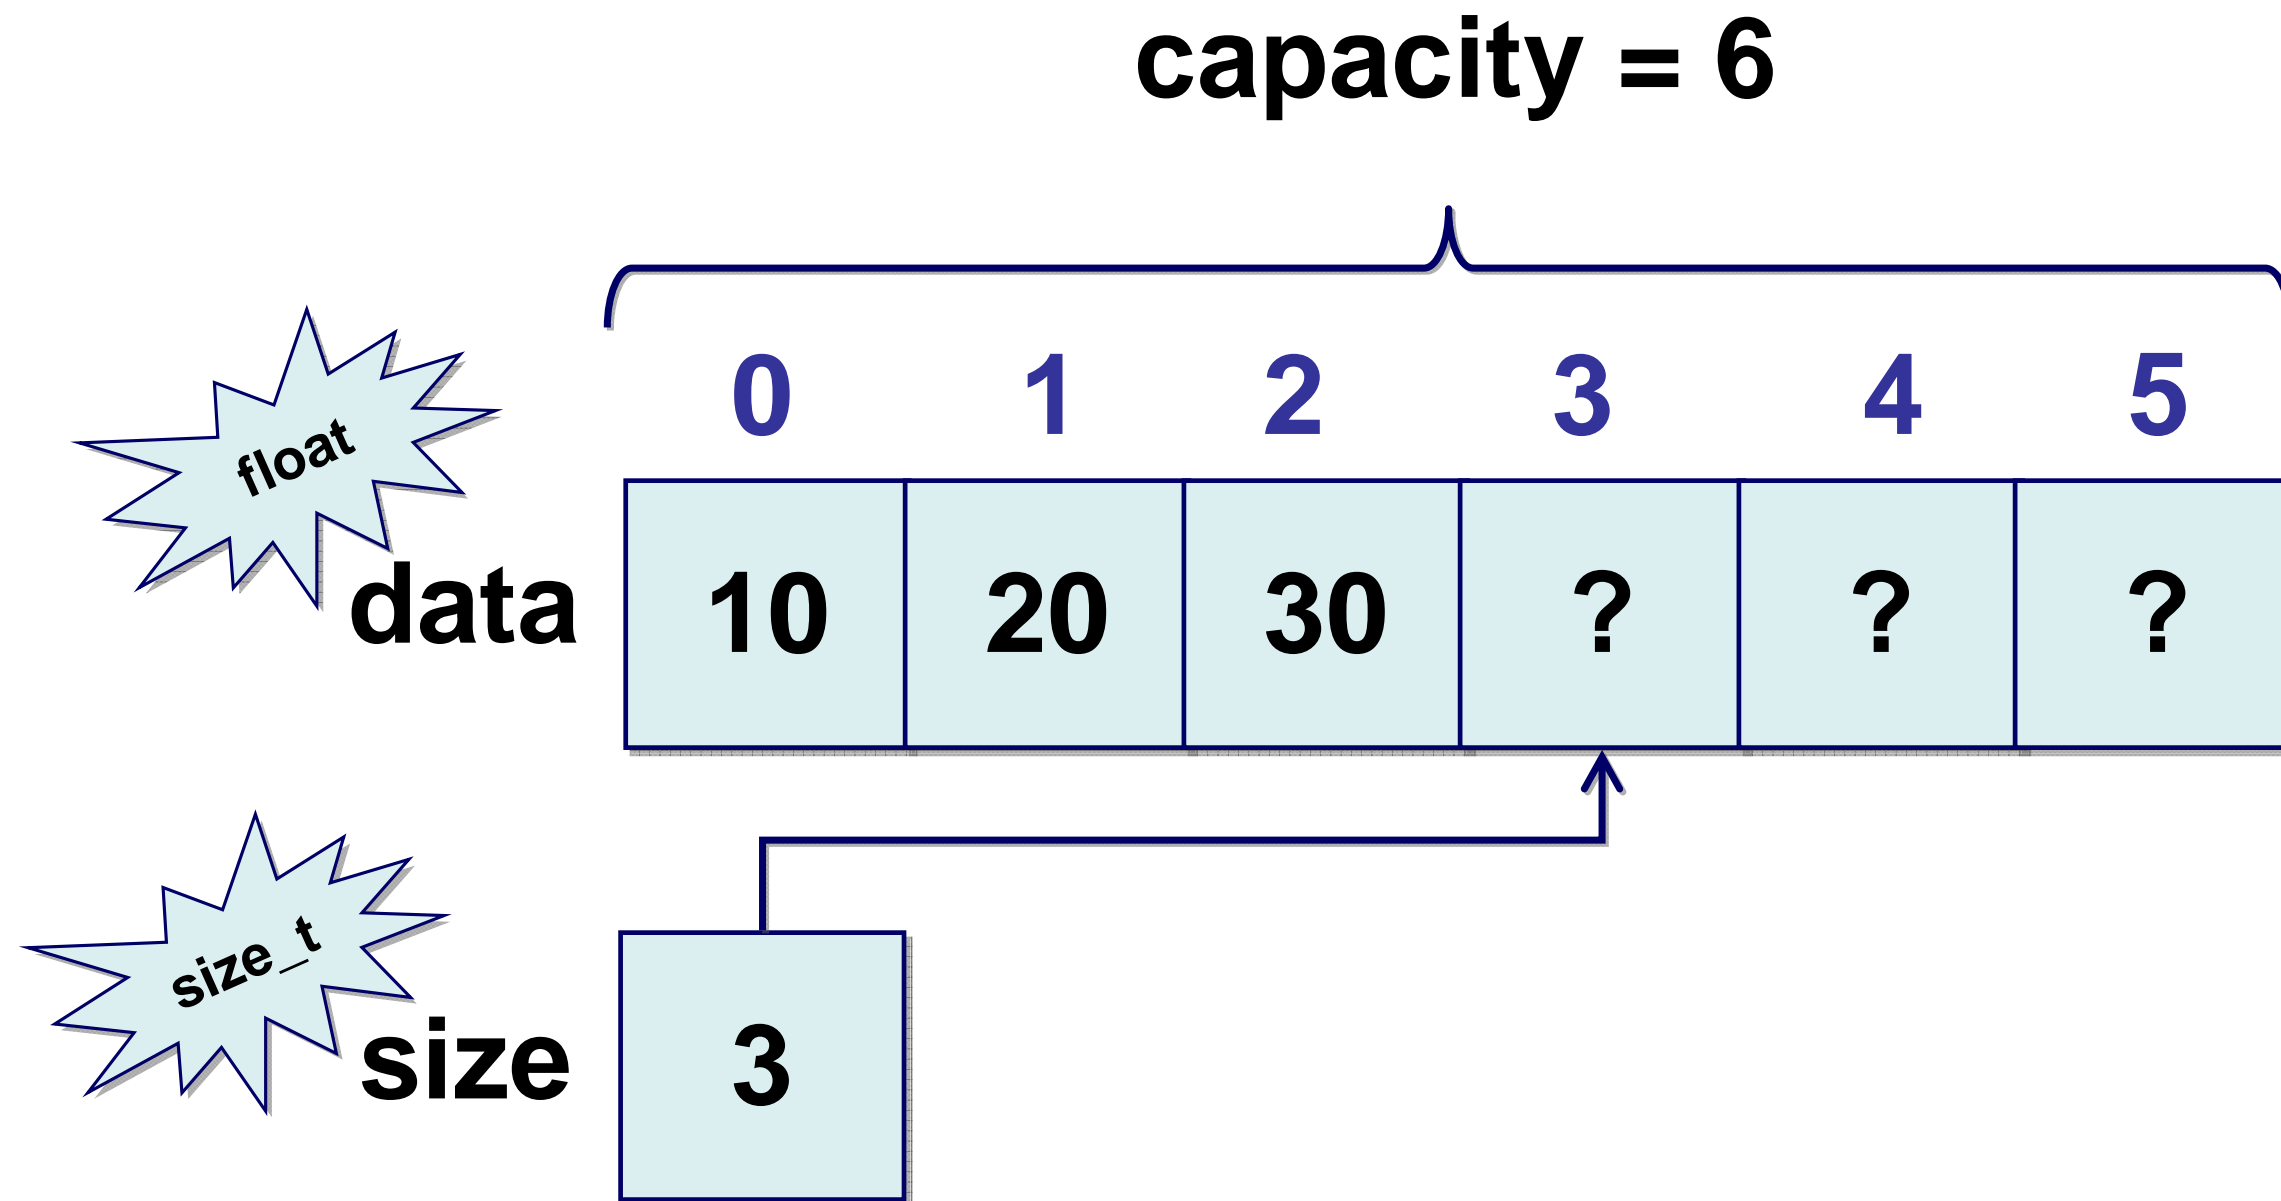 capacity = 6
0 1 2 3 4 5
float
data 10 20 30 ? ? ?
size_t
size 3